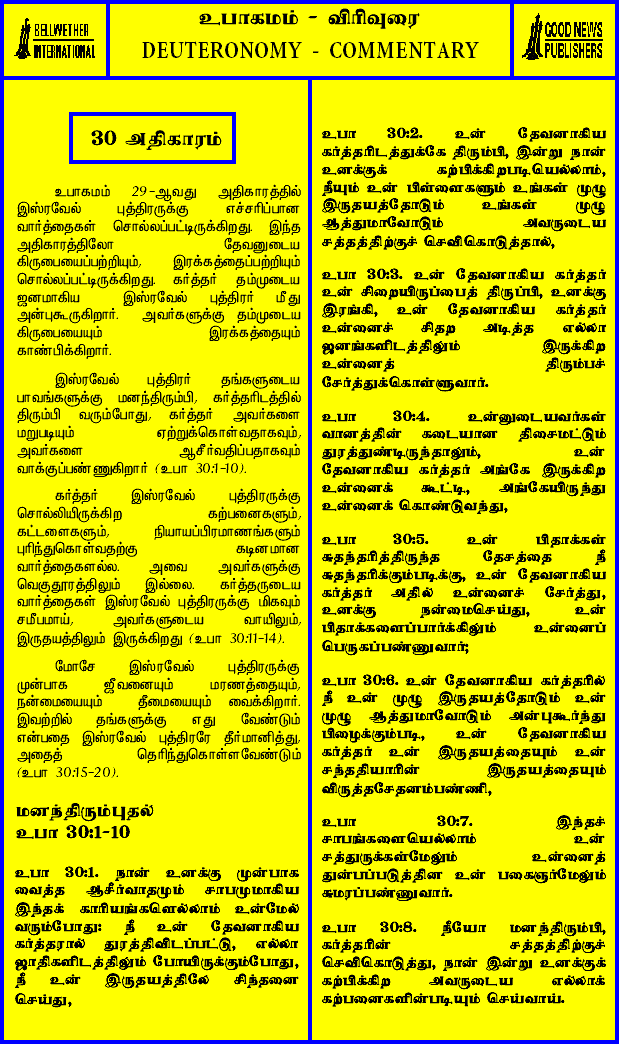 BELLWETHER
INTERNATIONAL
உபாகமம் - விரிவுரை
DEUTERONOMY - COMMENTARY
GOOD NEWS
PUBLISHERS
30 அதிகாரம்
உபாகமம் 29-ஆவது அதிகாரத்தில்
இஸ்ரவேல் புத்திரருக்கு எச்சரிப்பான
வார்த்தைகள் சொல்லப்பட்டிருக்கிறது. இந்த
அதிகாரத்திலோ தேவனுடைய
கிருபையைப்பற்றியும், இரக்கத்தைப்பற்றியும்
சொல்லப்பட்டிருக்கிறது. கர்த்தர் தம்முடைய
ஜனமாகிய இஸ்ரவேல் புத்திரர் மீது
அன்புகூருகிறார். அவர்களுக்கு தம்முடைய
கிருபையையும் இரக்கத்தையும்
காண்பிக்கிறார்.
இஸ்ரவேல் புத்திரர் தங்களுடைய
பாவங்களுக்கு மனந்திரும்பி, கர்த்தரிடத்தில்
திரும்பி வரும்போது, கர்த்தர் அவர்களை
மறுபடியும் ஏற்றுக்கொள்வதாகவும்,
அவர்களை ஆசீர்வதிப்பதாகவும்
வாக்குப்பண்ணுகிறார் (உபா 30:1-10).
கர்த்தர் இஸ்ரவேல் புத்திரருக்கு
சொல்லியிருக்கிற கற்பனைகளும்,
கட்டளைகளும், நியாயப்பிரமாணங்களும்
புரிந்துகொள்வதற்கு கடினமான
வார்த்தைகளல்ல. அவை அவர்களுக்கு
வெகுதூரத்திலும் இல்லை. கர்த்தருடைய
வார்த்தைகள் இஸ்ரவேல் புத்திரருக்கு மிகவும்
சமீபமாய், அவர்களுடைய வாயிலும்,
இருதயத்திலும் இருக்கிறது (உபா 30:11-14).
மோசே இஸ்ரவேல் புத்திரருக்கு
முன்பாக ஜீவனையும் மரணத்தையும்,
நன்மையையும் தீமையையும் வைக்கிறார்.
இவற்றில் தங்களுக்கு எது வேண்டும்
என்பதை இஸ்ரவேல் புத்திரரே தீர்மானித்து,
அதைத் தெரிந்துகொள்ளவேண்டும்
(உபா 30:15-20).
மனந்திரும்புதல்
உபா 30:1-10
உபா 30:1. நான் உனக்கு முன்பாக
வைத்த ஆசீர்வாதமும் சாபமுமாகிய
இந்தக் காரியங்களெல்லாம் உன்மேல்
வரும்போது: நீ உன் தேவனாகிய
கர்த்தரால் துரத்திவிடப்பட்டு, எல்லா
ஜாதிகளிடத்திலும் போயிருக்கும்போது,
நீ உன் இருதயத்திலே சிந்தனை
செய்து,
உபா 30:2. உன் தேவனாகிய
கர்த்தரிடத்துக்கே திரும்பி, இன்று நான்
உனக்குக் கற்பிக்கிறபடியெல்லாம்,
நீயும் உன் பிள்ளைகளும் உங்கள் முழு
இருதயத்தோடும் உங்கள் முழு
ஆத்துமாவோடும் அவருடைய
சத்தத்திற்குச் செவிகொடுத்தால்,
உபா 30:3. உன் தேவனாகிய கர்த்தர்
உன் சிறையிருப்பைத் திருப்பி, உனக்கு
இரங்கி, உன் தேவனாகிய கர்த்தர்
உன்னைச் சிதற அடித்த எல்லா
ஜனங்களிடத்திலும் இருக்கிற
உன்னைத் திரும்பச்
சேர்த்துக்கொள்ளுவார்.
உபா 30:4. உன்னுடையவர்கள்
வானத்தின் கடையான திசைமட்டும்
துரத்துண்டிருந்தாலும், உன்
தேவனாகிய கர்த்தர் அங்கே இருக்கிற
உன்னைக் கூட்டி, அங்கேயிருந்து
உன்னைக் கொண்டுவந்து,
உபா 30:5. உன் பிதாக்கள்
சுதந்தரித்திருந்த தேசத்தை நீ
சுதந்தரிக்கும்படிக்கு, உன் தேவனாகிய
கர்த்தர் அதில் உன்னைச் சேர்த்து,
உனக்கு நன்மைசெய்து, உன்
பிதாக்களைப்பார்க்கிலும் உன்னைப்
பெருகப்பண்ணுவார்;
உபா 30:6. உன் தேவனாகிய கர்த்தரில்
நீ உன் முழு இருதயத்தோடும் உன்
முழு ஆத்துமாவோடும் அன்புகூர்ந்து
பிழைக்கும்படி, உன் தேவனாகிய
கர்த்தர் உன் இருதயத்தையும் உன்
சந்ததியாரின் இருதயத்தையும்
விருத்தசேதனம்பண்ணி,
உபா 30:7. இந்தச்
சாபங்களையெல்லாம் உன்
சத்துருக்கள்மேலும் உன்னைத்
துன்பப்படுத்தின உன் பகைஞர்மேலும்
சுமரப்பண்ணுவார்.
உபா 30:8. நீயோ மனந்திரும்பி,
கர்த்தரின் சத்தத்திற்குச்
செவிகொடுத்து, நான் இன்று உனக்குக்
கற்பிக்கிற அவருடைய எல்லாக்
கற்பனைகளின்படியும் செய்வாய்.